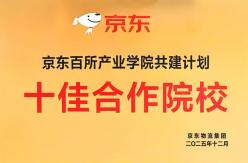 京东
京东百所产业学院共建计划
十佳合作院校
京东物流集团
二〇二五年十二月